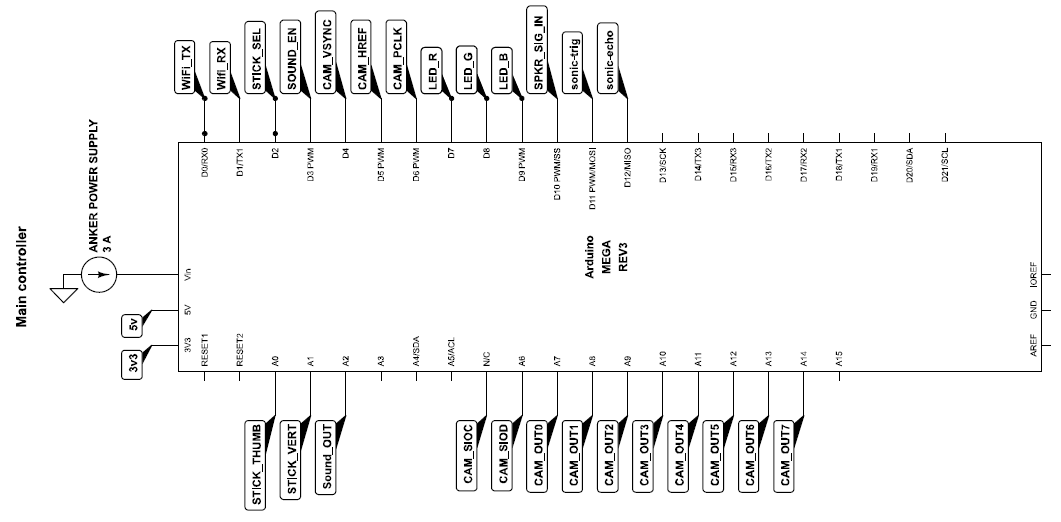 Main controller
ANKER POWER SUPPLY
3 A
WiFi_TX
Wifi_RX
STICK_SEL
SOUND_EN
CAM_VSYNC
CAM_HREF
CAM_PCLK
LED_R
LED_G
LED_B
SPKR_SIG_IN
sonic-trig
sonic-echo
D0/RX0
D1/TX1
D2
D3 PWM
D4
D5 PWM
D6 PWM
D7
D8
D9 PWM
D10 PWM/SS
D11 PWM/MOSI
D12/MISO
D13/SCK
D14/TX3
D15/RX3
D16/TX2
D17/RX2
D18/TX1
D19/RX1
D20/SDA
D21/SCL
Arduino
MEGA
REV3
Vin
5V
3V3
5v
3v3
IOREF
GND
AREF
RESET1
RESET2
A0
A1
A2
A3
A4/SDA
A5/ACL
N/C
A6
A7
A8
A9
A10
A11
A12
A13
A14
A15
STICK_THUMB
STICK_VERT
Sound_OUT
CAM_SIOC
CAM_SIOD
CAM_OUT0
CAM_OUT1
CAM_OUT2
CAM_OUT3
CAM_OUT4
CAM_OUT5
CAM_OUT6
CAM_OUT7